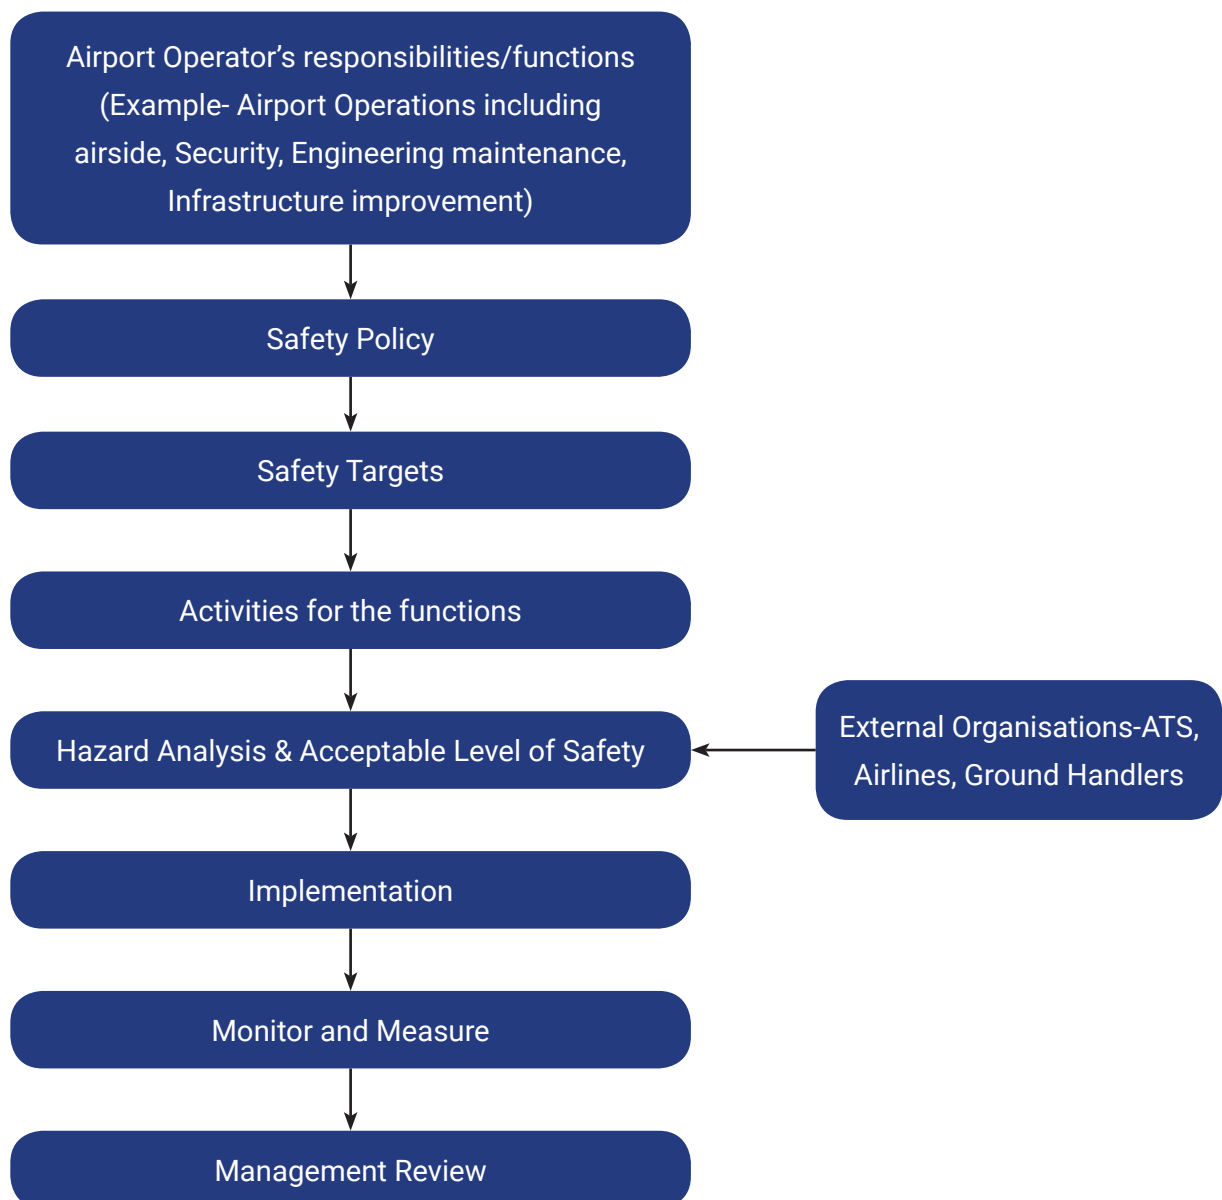 Airport Operator’s responsibilities/functions
(Example- Airport Operations including
airside, Security, Engineering maintenance,
Infrastructure improvement)
Safety Policy
Safety Targets
Activities for the functions
Hazard Analysis & Acceptable Level of Safety
External Organisations-ATS,
Airlines, Ground Handlers
Implementation
Monitor and Measure
Management Review